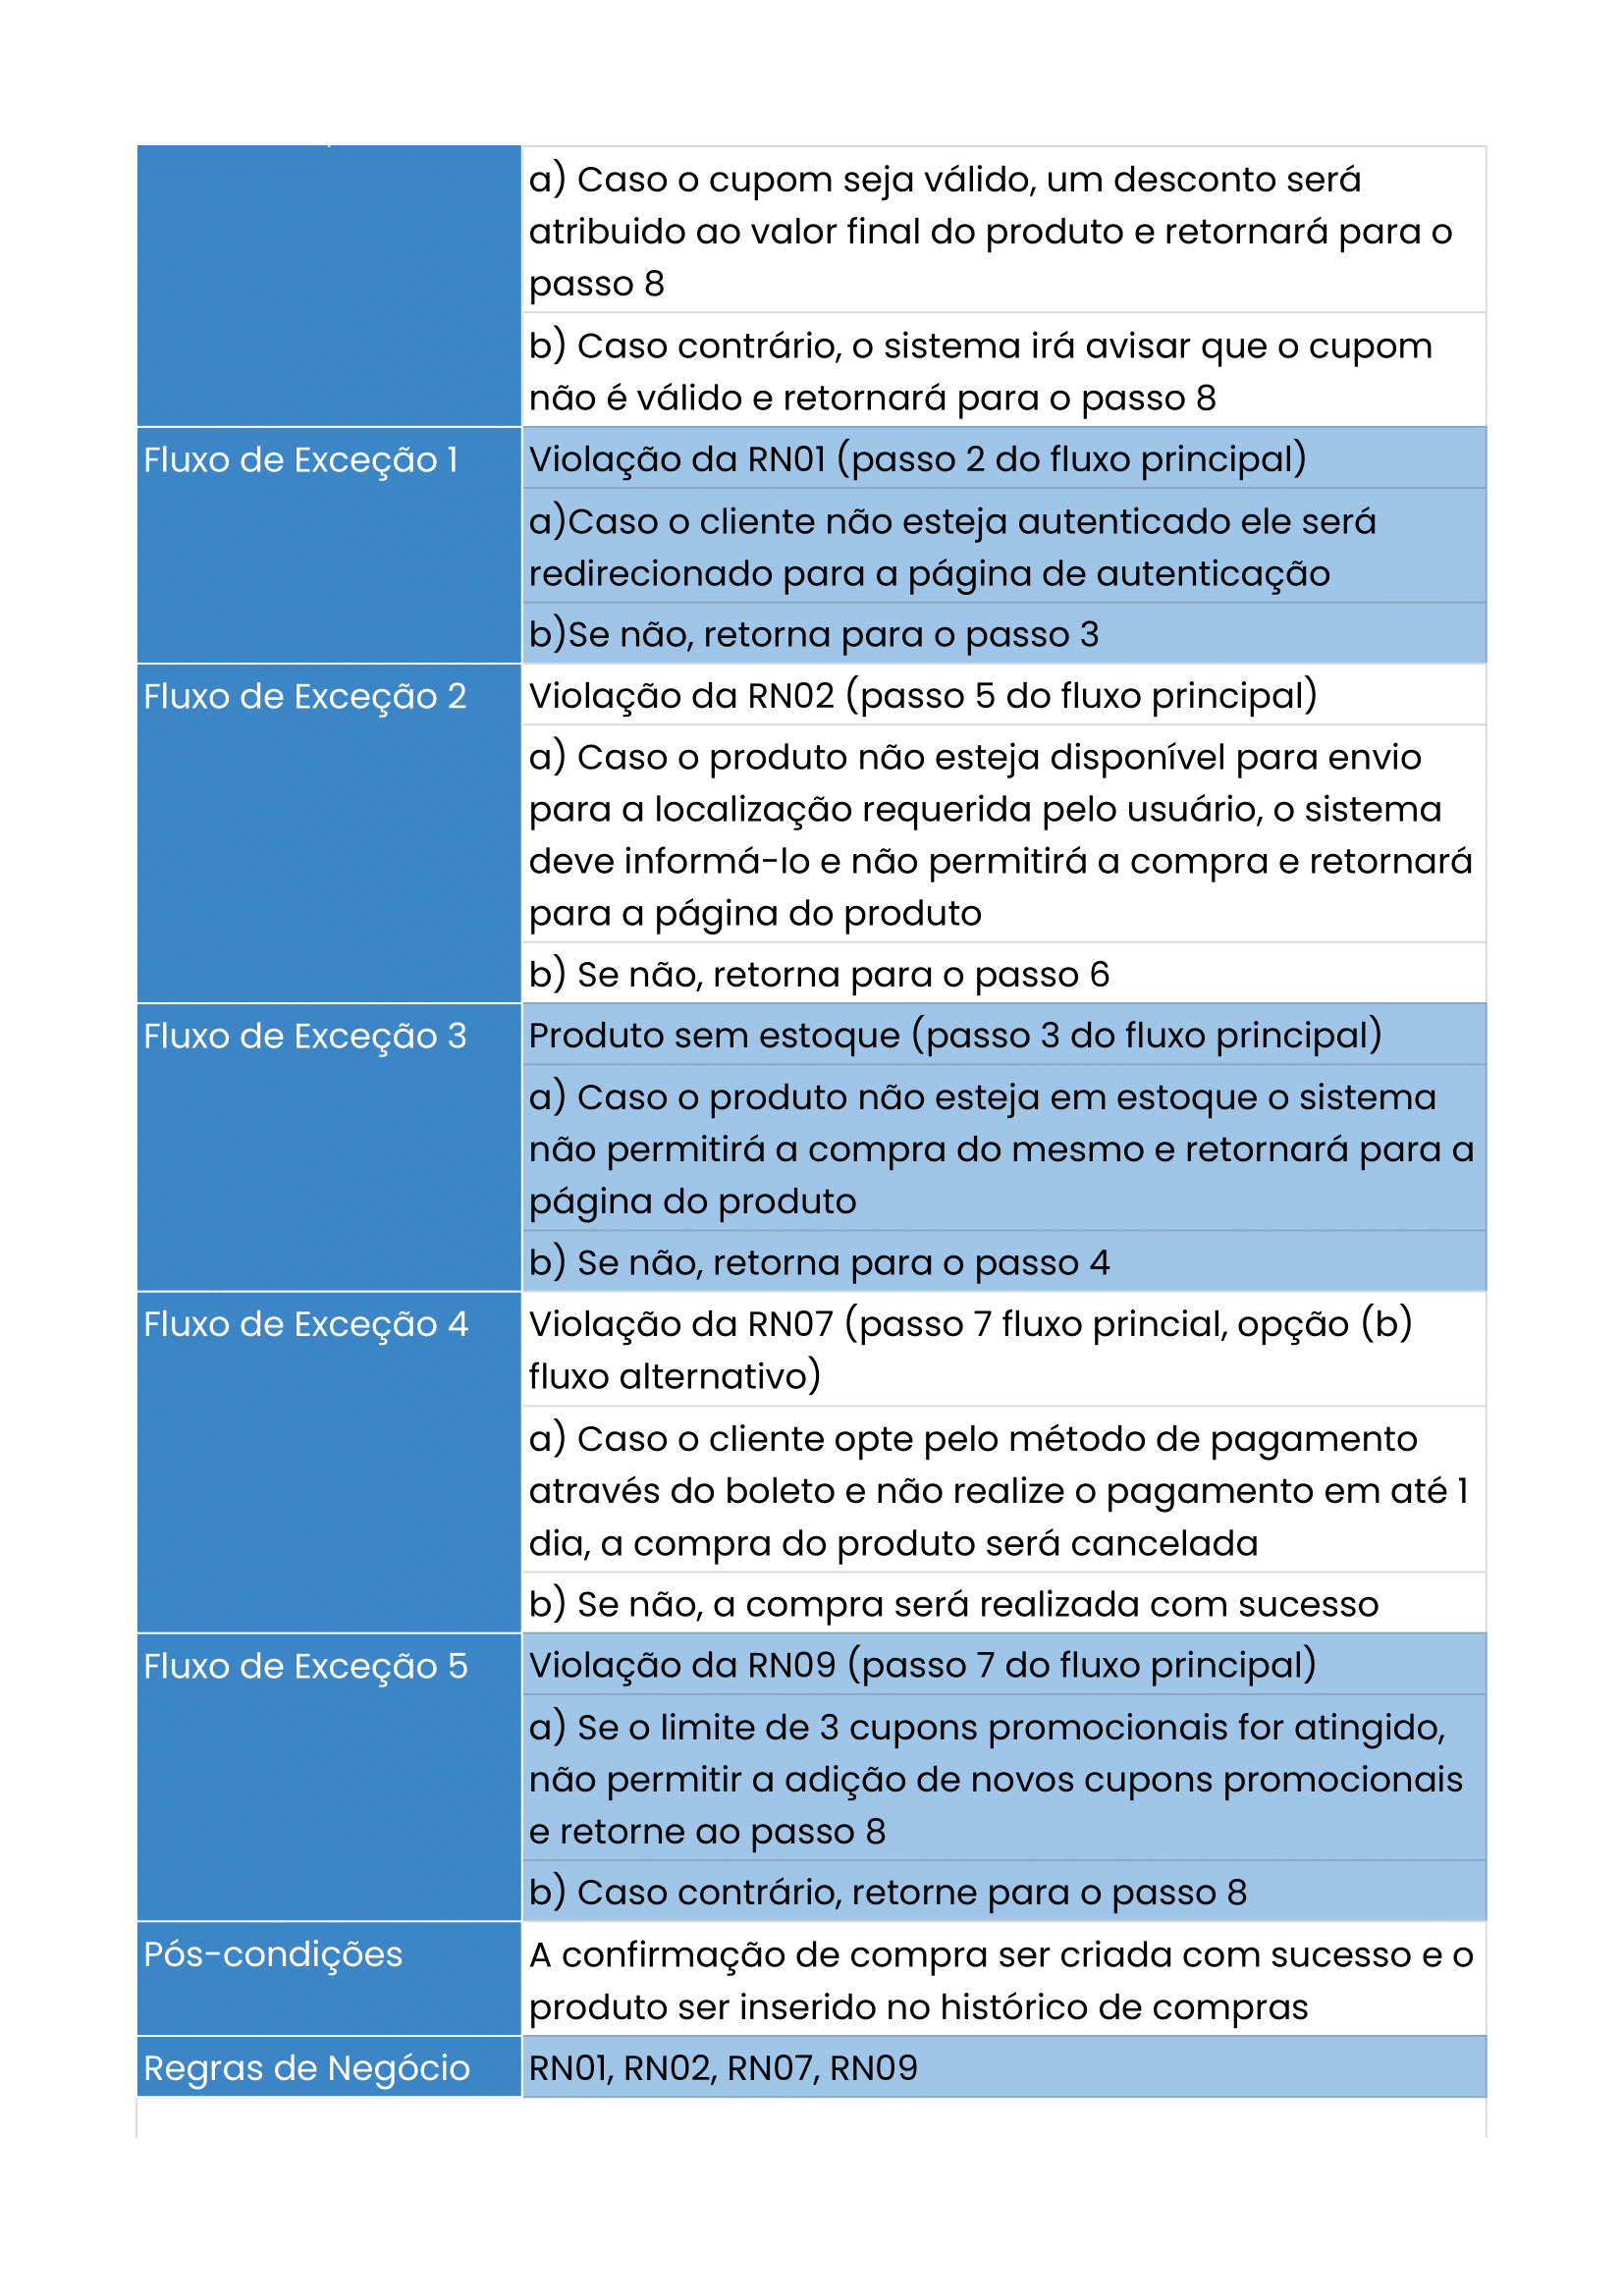 a) Caso o cupom seja válido, um desconto será
atribuido ao valor final do produto e retornará para o
passo 8
b) Caso contrário, o sistema irá avisar que o cupom
não é válido e retornará para o passo 8
Fluxo de Exceção 1
Violação da RN01 (passo 2 do fluxo principal)
a)Caso o cliente não esteja autenticado ele será
redirecionado para a página de autenticação
b)Se não, retorna para o passo 3
Fluxo de Exceção 2
Violação da RN02 (passo 5 do fluxo principal)
a) Caso o produto não esteja disponível para envio
para a localização requerida pelo usuário, o sistema
deve informá-lo e não permitirá a compra e retornará
para a página do produto
b) Se não, retorna para o passo 6
Fluxo de Exceção 3
Produto sem estoque (passo 3 do fluxo principal)
a) Caso o produto não esteja em estoque o sistema
não permitirá a compra do mesmo e retornará para a
página do produto
b) Se não, retorna para o passo 4
Fluxo de Exceção 4
Violação da RN07 (passo 7 fluxo princial, opção (b)
fluxo alternativo)
a) Caso o cliente opte pelo método de pagamento
através do boleto e não realize o pagamento em até 1
dia, a compra do produto será cancelada
b) Se não, a compra será realizada com sucesso
Fluxo de Exceção 5
Violação da RN09 (passo 7 do fluxo principal)
a) Se o limite de 3 cupons promocionais for atingido,
não permitir a adição de novos cupons promocionais
e retorne ao passo 8
b) Caso contrário, retorne para o passo 8
Pós-condições
A confirmação de compra ser criada com sucesso e o
produto ser inserido no histórico de compras
Regras de Negócio
RN01, RN02, RN07, RN09